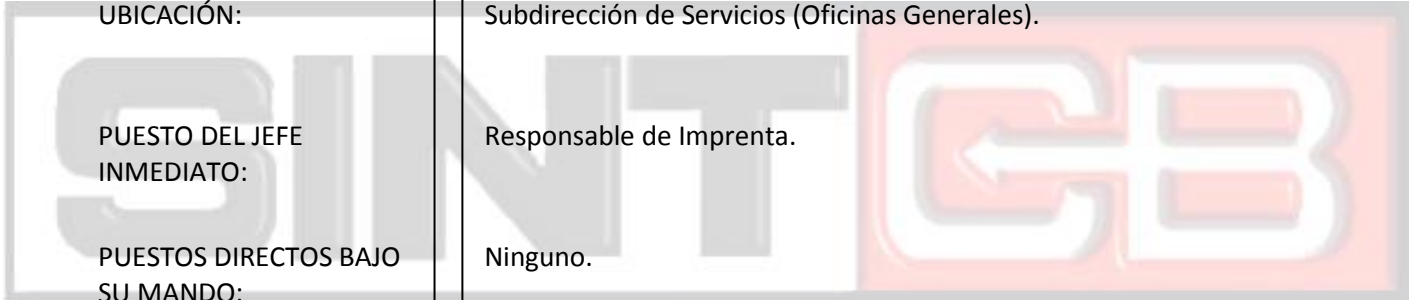 UBICACIÓN: Subdirección de Servicios (Oficinas Generales).
PUESTO DEL JEFE Responsable de Imprenta.
INMEDIATO:
PUESTOS DIRECTOS BAJO Ninguno.
SU MANDO:
SINTCB